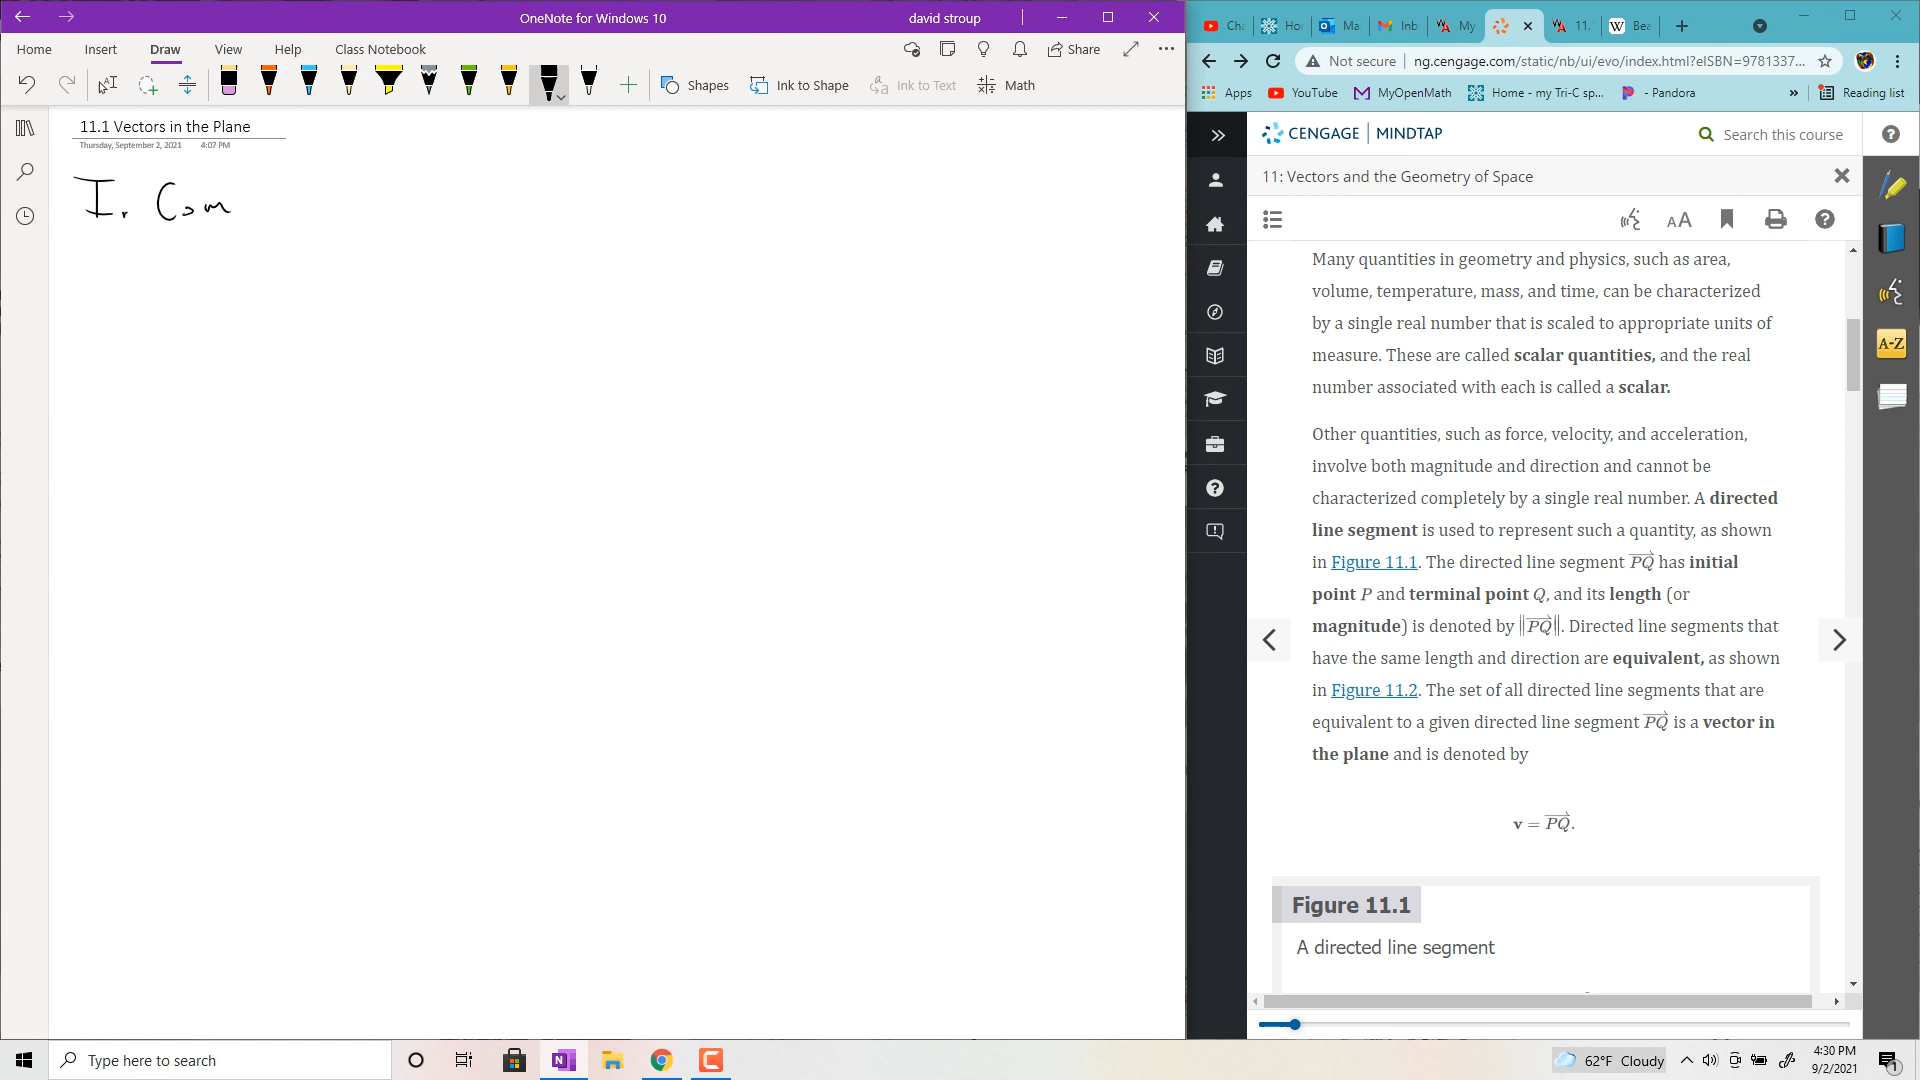 OneNote for Windows 10
david stroup
Home Insert Draw View Help Class Notebook
Share
Shapes Ink to Shape Ink to Text Math
11.1 Vectors in the Plane
Thursday, September 2, 2021 4:07 PM
I. Com
Ho Ma Inb My 11. W Bea
Not secure ng.cengage.com/static/nb/ui/evo/index.html?eISBN=9781337...
Apps YouTube MyOpenMath Home - my Tri-C sp... - Pandora » Reading list
CENGAGE MINDTAP
Search this course
11: Vectors and the Geometry of Space
AA
Many quantities in geometry and physics, such as area,
volume, temperature, mass, and time, can be characterized
by a single real number that is scaled to appropriate units of
measure. These are called scalar quantities, and the real
number associated with each is called a scalar.
Other quantities, such as force, velocity, and acceleration,
involve both magnitude and direction and cannot be
characterized completely by a single real number. A directed
line segment is used to represent such a quantity, as shown
in Figure 11.1. The directed line segment PQ has initial
point P and terminal point Q, and its length (or
magnitude) is denoted by ‖PQ‖. Directed line segments that
have the same length and direction are equivalent, as shown
in Figure 11.2. The set of all directed line segments that are
equivalent to a given directed line segment PQ is a vector in
the plane and is denoted by
v = PQ.
Figure 11.1
A directed line segment
A-Z
Type here to search
62°F Cloudy
4:30 PM
9/2/2021
1